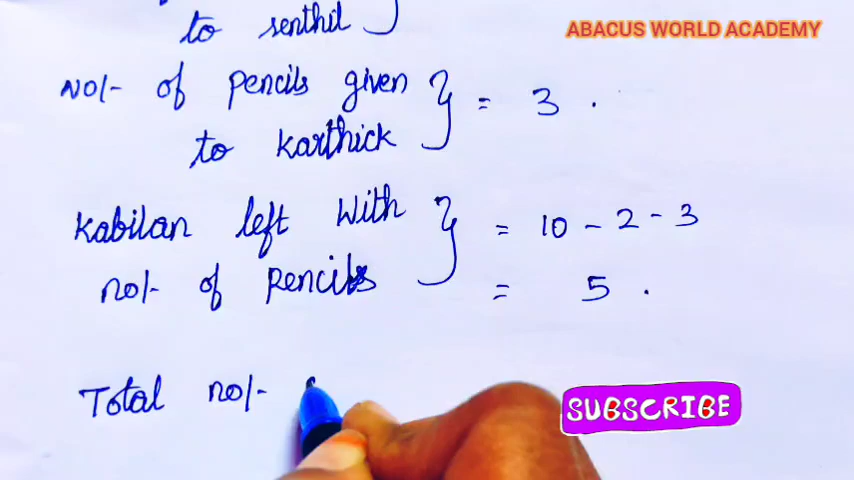 ABACUS WORLD ACADEMY
to senthil
NO/- of pencils given } = 3 .
to karthick
Kabilan left with } = 10 - 2 - 3
no/- of Pencils = 5 .
Total no/-
SUBSCRIBE